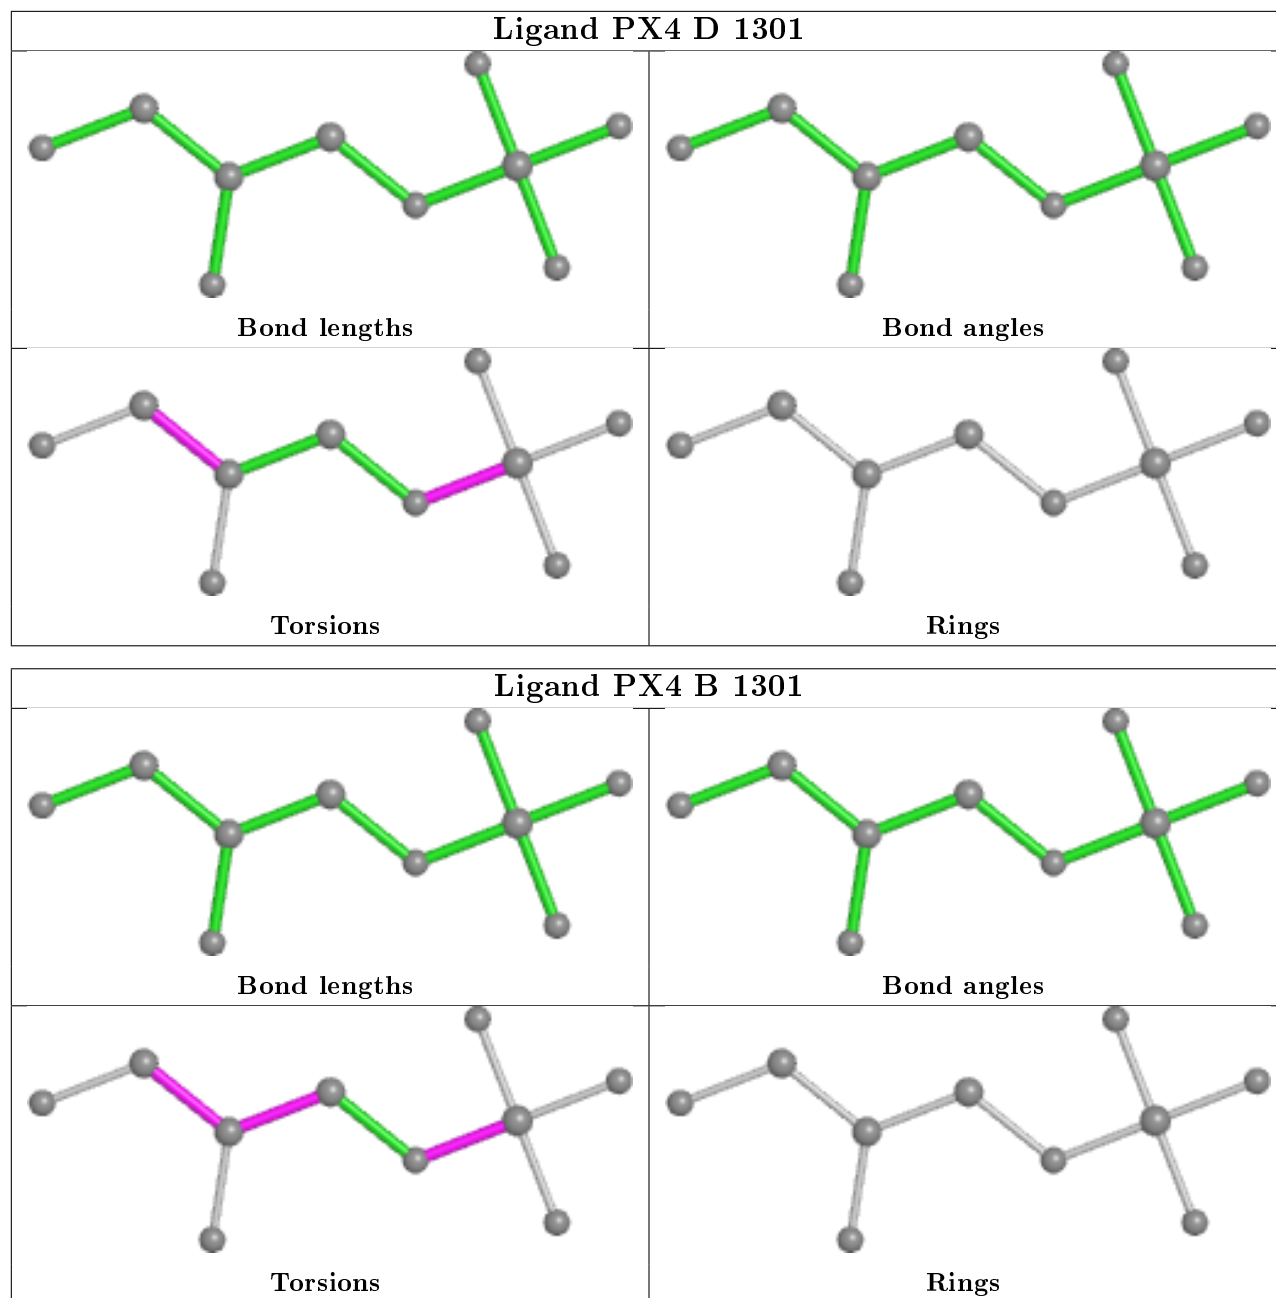 Ligand PX4 D 1301
Bond lengths
Bond angles
Torsions
Rings
Ligand PX4 B 1301
Bond lengths
Bond angles
Torsions
Rings